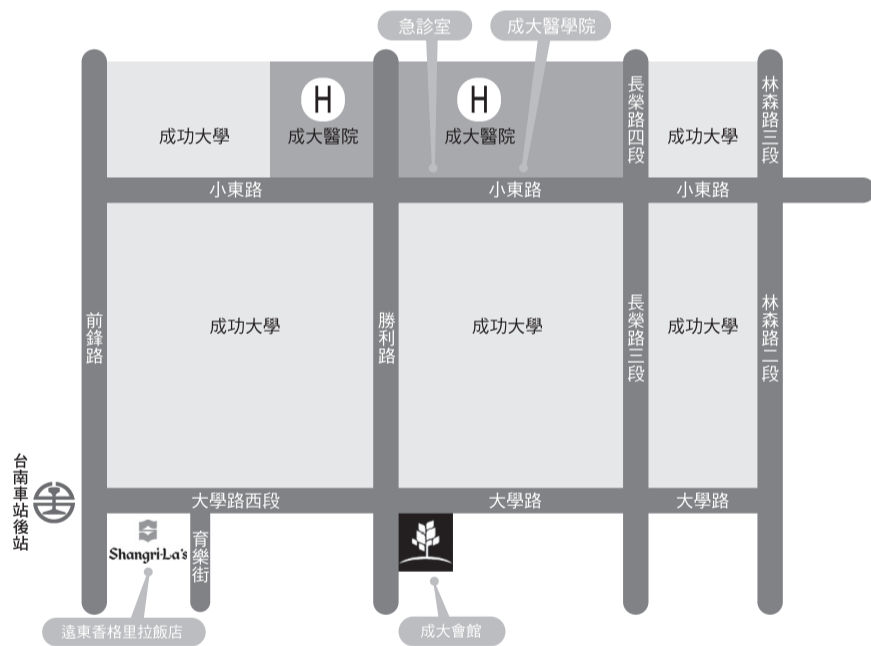 急診室
成大醫學院
H
H
成功大學
成大醫院
成大醫院
長榮路四段
成功大學
林森路三段
小東路
小東路
小東路
前鋒路
成功大學
勝利路
成功大學
長榮路三段
成功大學
林森路二段
台南車站後站
大學路西段
大學路
大學路
Shangri-La's
育樂街
遠東香格里拉飯店
成大會館